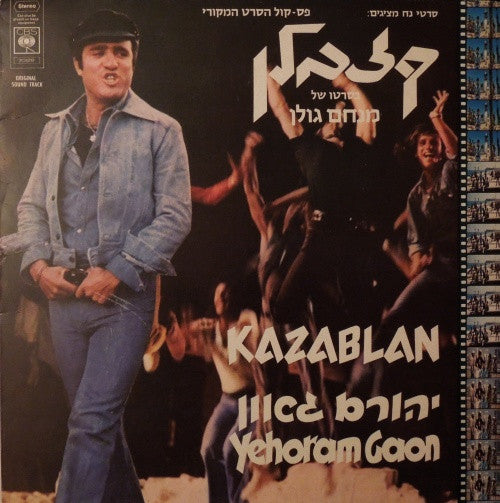 Stereo
CBS
ORIGINAL
SOUND TRACK
פס-קול הסרט המקורי
סרטי נח מציגים:
קזבלן
בסרטו של
מנחם גולן
KAZABLAN
יהורם גאון
Yehoram Gaon